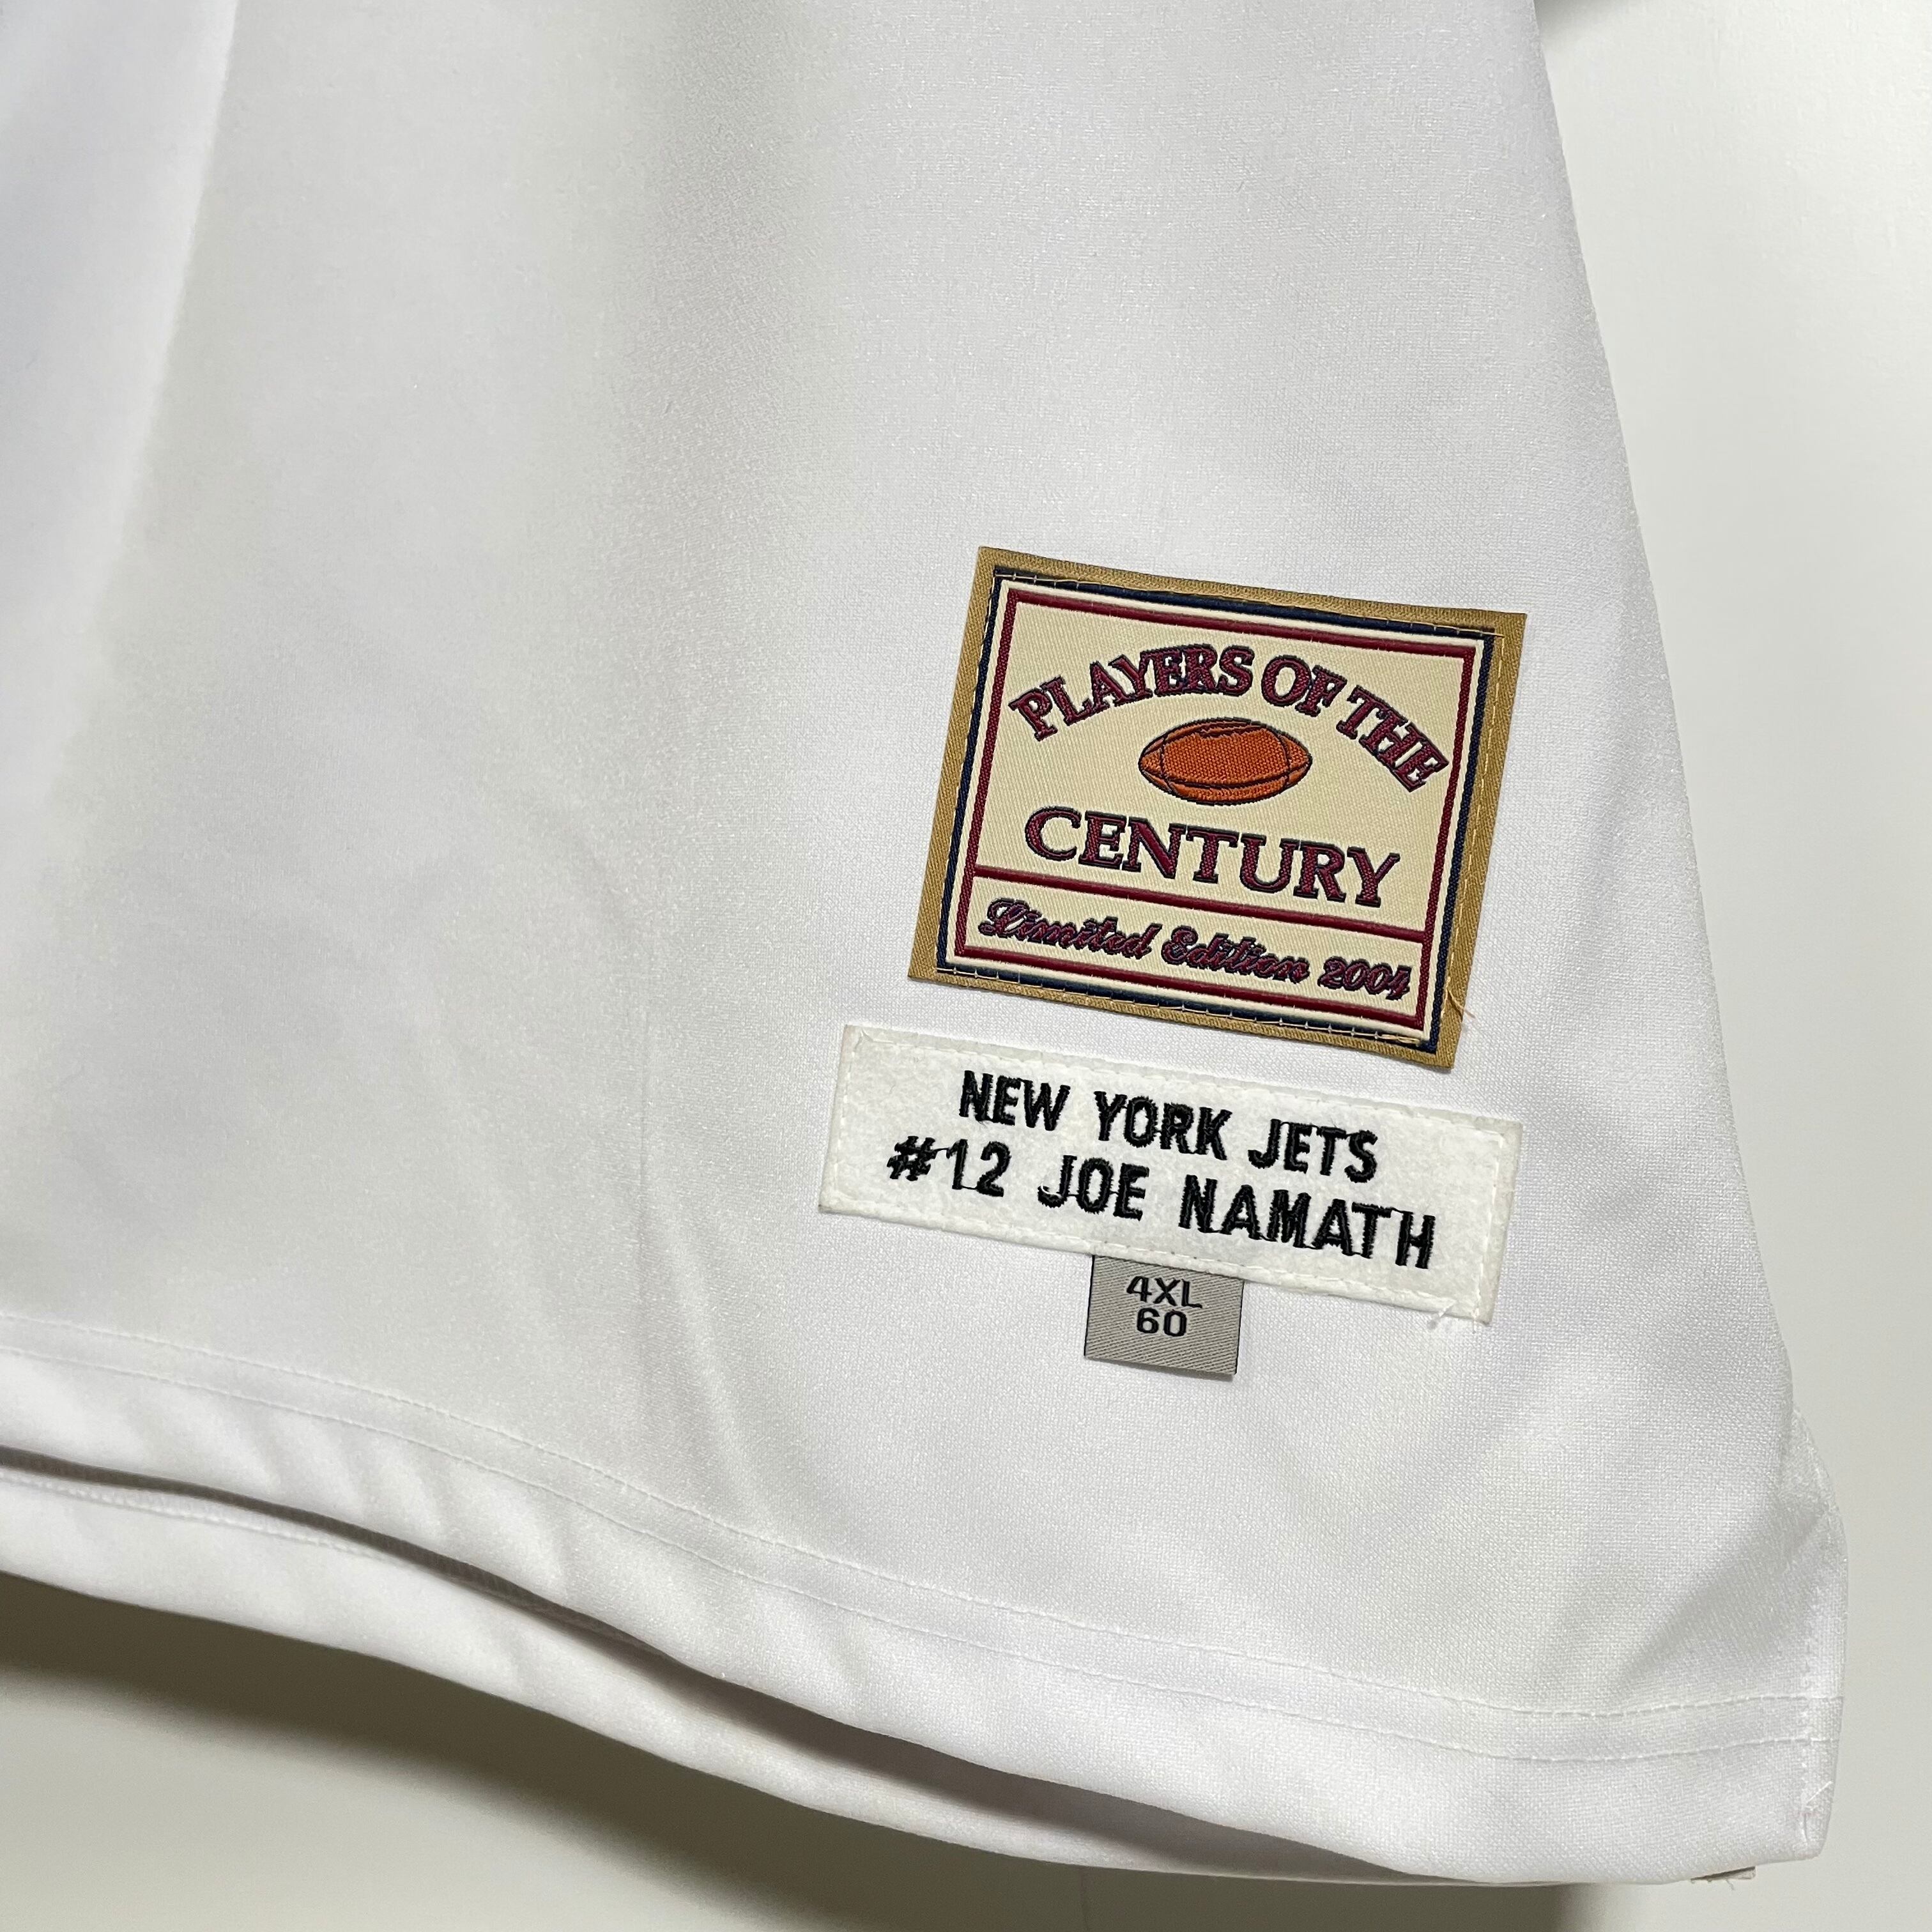 PLAYERS OF THE
CENTURY
Limited Edition 2004
NEW YORK JETS
#12 JOE NAMATH
4XL
60